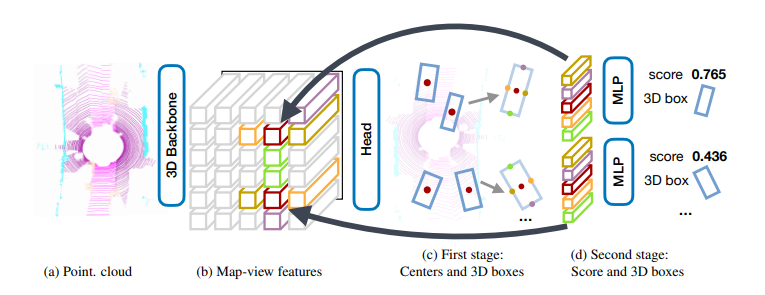 3D Backbone
Head
MLP
score 0.765
3D box
MLP
score 0.436
3D box
...
...
(a) Point. cloud
(b) Map-view features
(c) First stage:
Centers and 3D boxes
(d) Second stage:
Score and 3D boxes